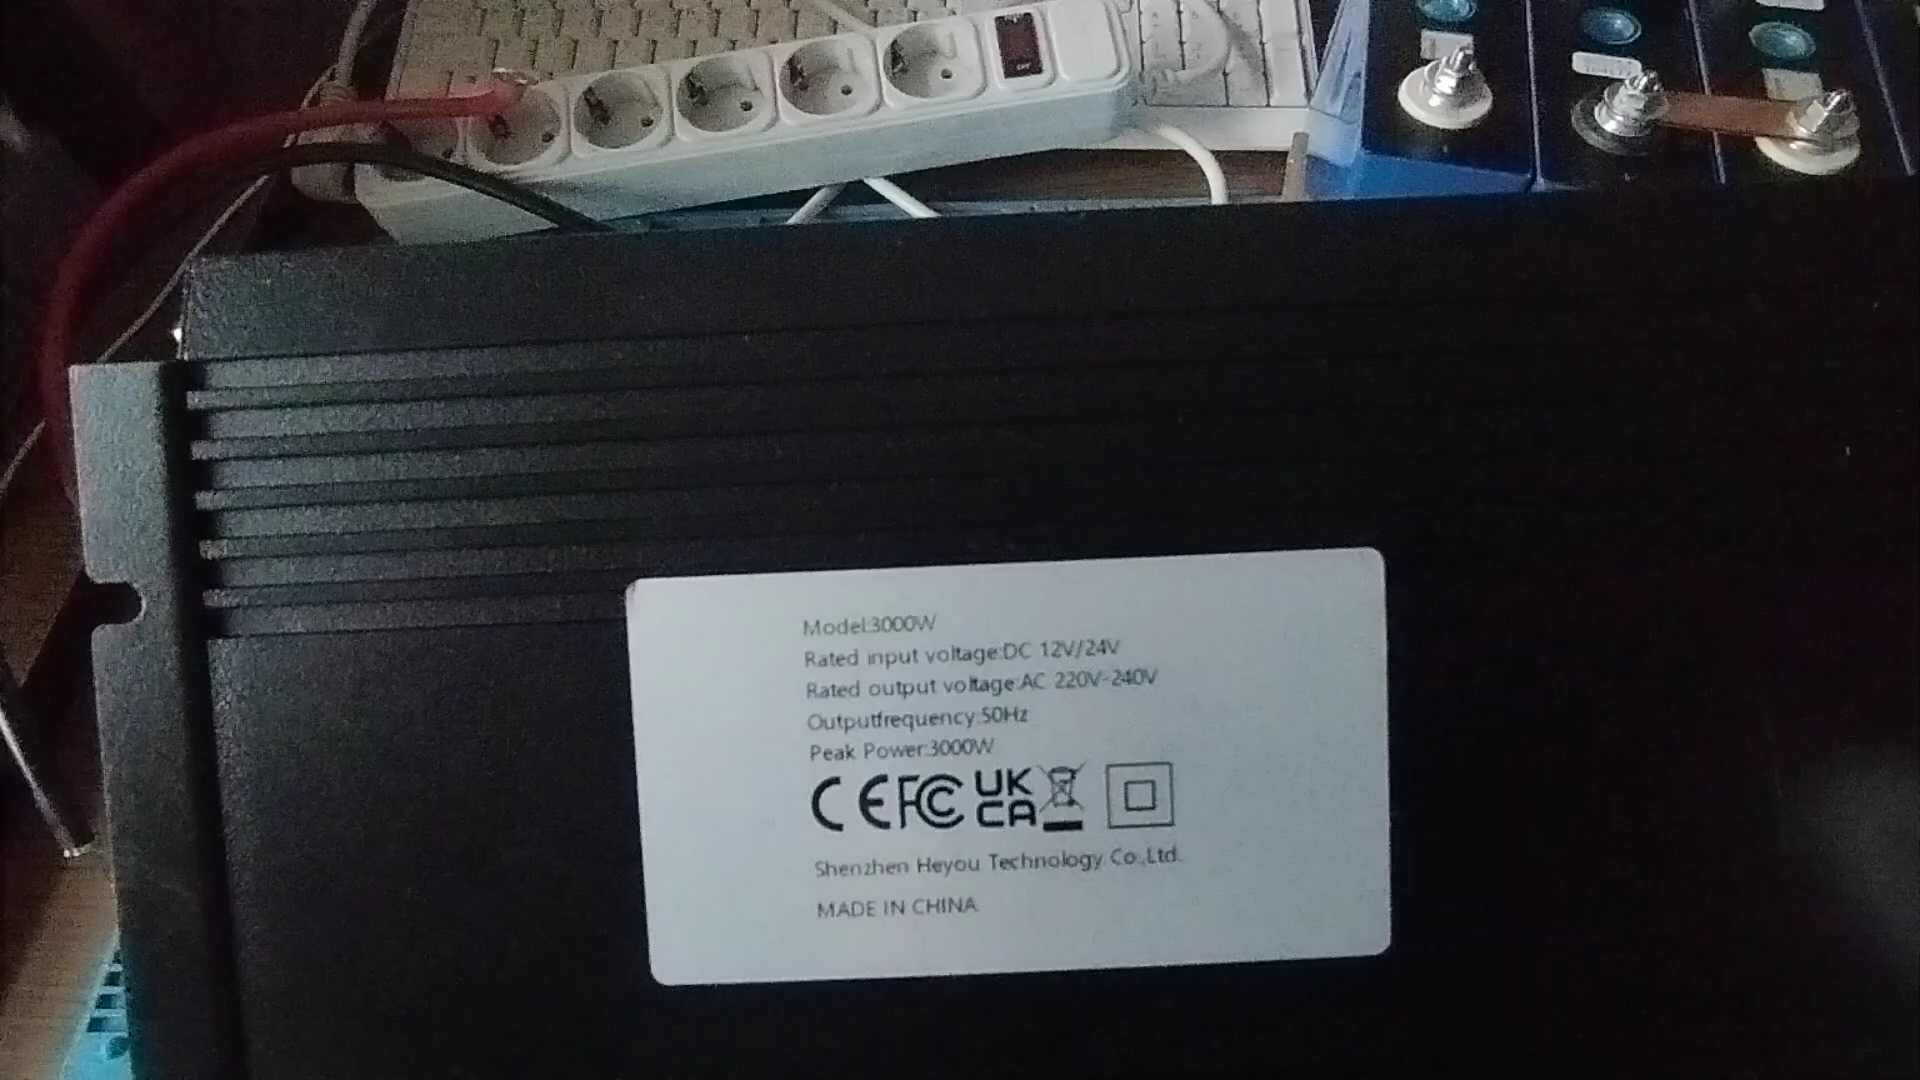 Model:3000W
Rated input voltage:DC 12V/24V
Rated output voltage:AC 220V-240V
Outputfrequency:50Hz
Peak Power:3000W
CE FC UK CA
Shenzhen Heyou Technology Co.,Ltd.
MADE IN CHINA